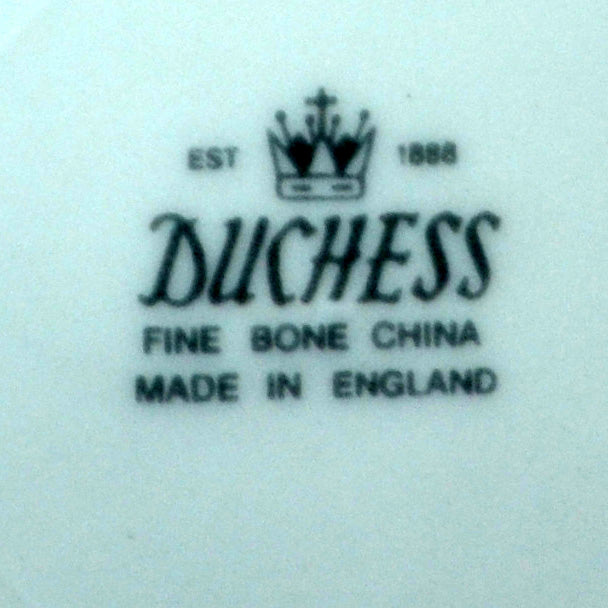 EST 1888
DUCHESS
FINE BONE CHINA
MADE IN ENGLAND